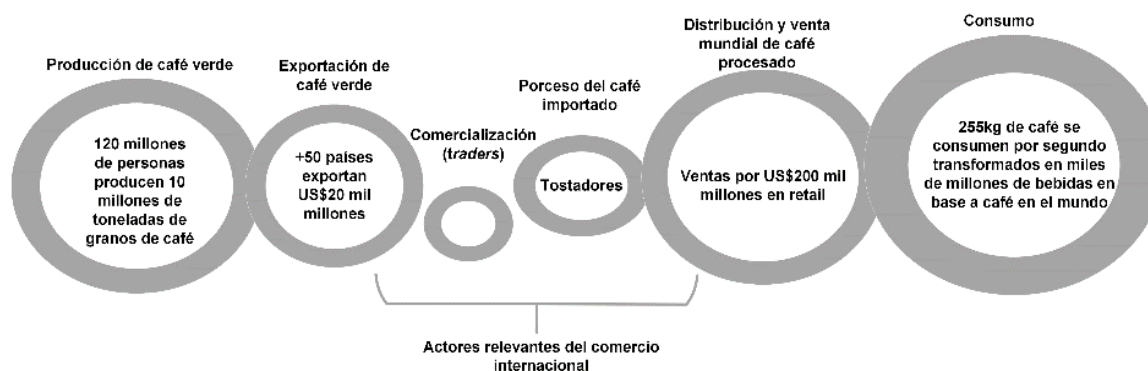 Producción de café verde
120 millones
de personas
producen 10
millones de
toneladas de
granos de café
Exportación de
café verde
+50 países
exportan
US$20 mil
millones
Comercialización
(traders)
Porceso del café
importado
Tostadores
Distribución y venta
mundial de café
procesado
Ventas por US$200 mil
millones en retail
Consumo
255kg de café se
consumen por segundo
transformados en miles
de millones de bebidas en
base a café en el mundo
Actores relevantes del comercio
internacional